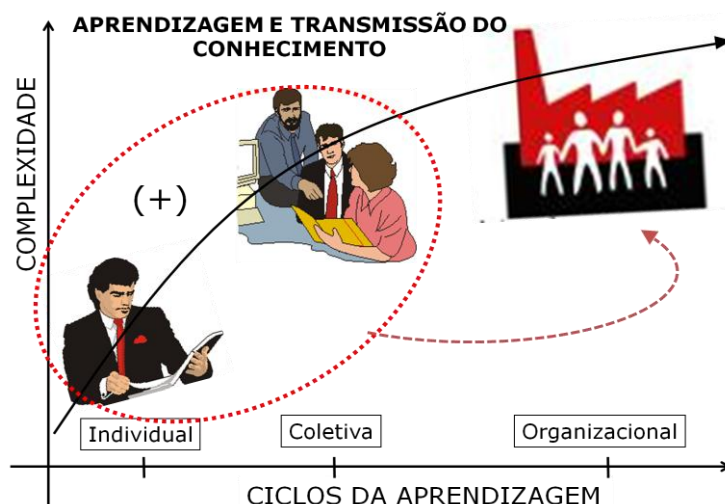 APRENDIZAGEM E TRANSMISSÃO DO
CONHECIMENTO
COMPLEXIDADE
(+)
Individual
Coletiva
Organizacional
CICLOS DA APRENDIZAGEM